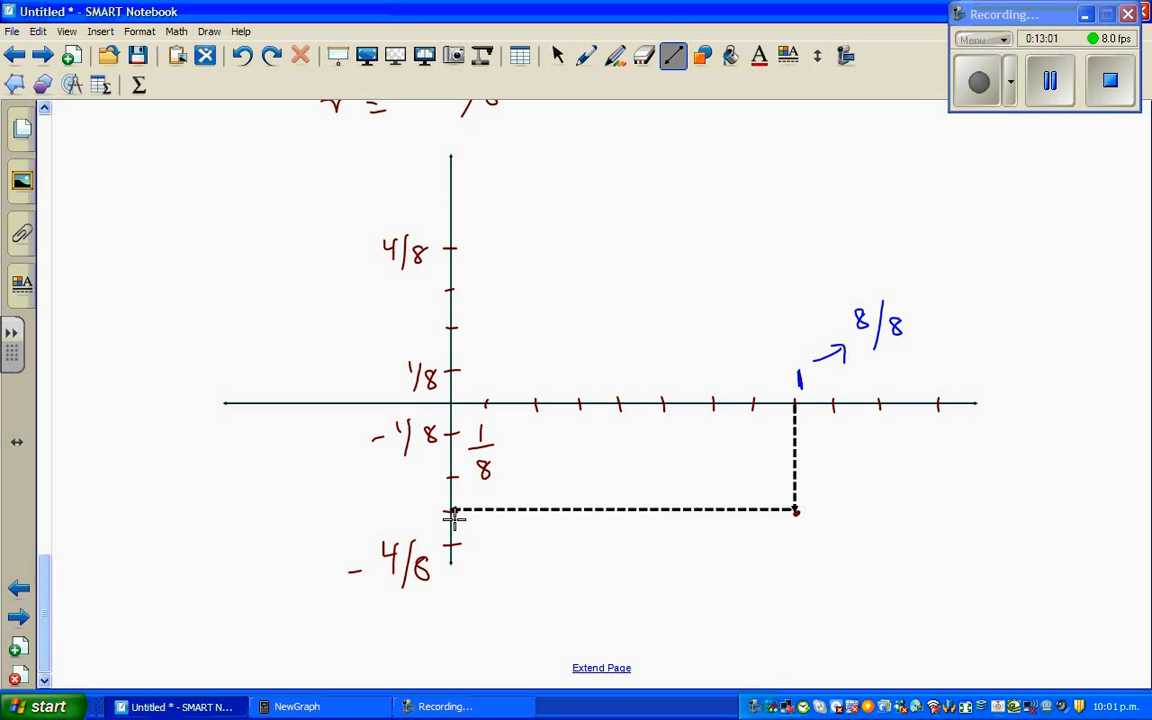 Untitled * - SMART Notebook
Recording...
File Edit View Insert Format Math Draw Help
Menu
0:13:01
8.0 fps
4/8
8/8
1
1/8
- 1/8
1
8
- 4/8
Extend Page
start
Untitled * - SMART N...
NewGraph
Recording...
10:01 p.m.